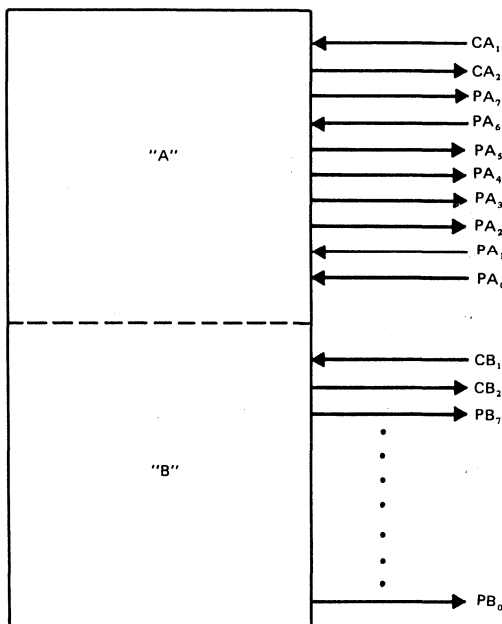 CA₁
CA₂
PA₇
PA₆
PA₅
PA₄
"A"
PA₃
PA₂
PA₁
PA₀
CB₁
CB₂
PB₇
"B"
PB₀